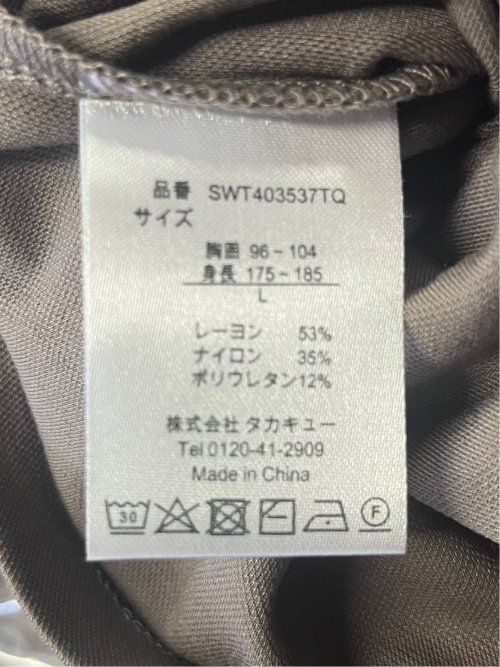 品番 SWT403537TQ
サイズ
胸囲 96~104
身長 175~185
L
レーヨン 53%
ナイロン 35%
ポリウレタン12%
株式会社 タカキュー
Tel 0120-41-2909
Made in China
30 F